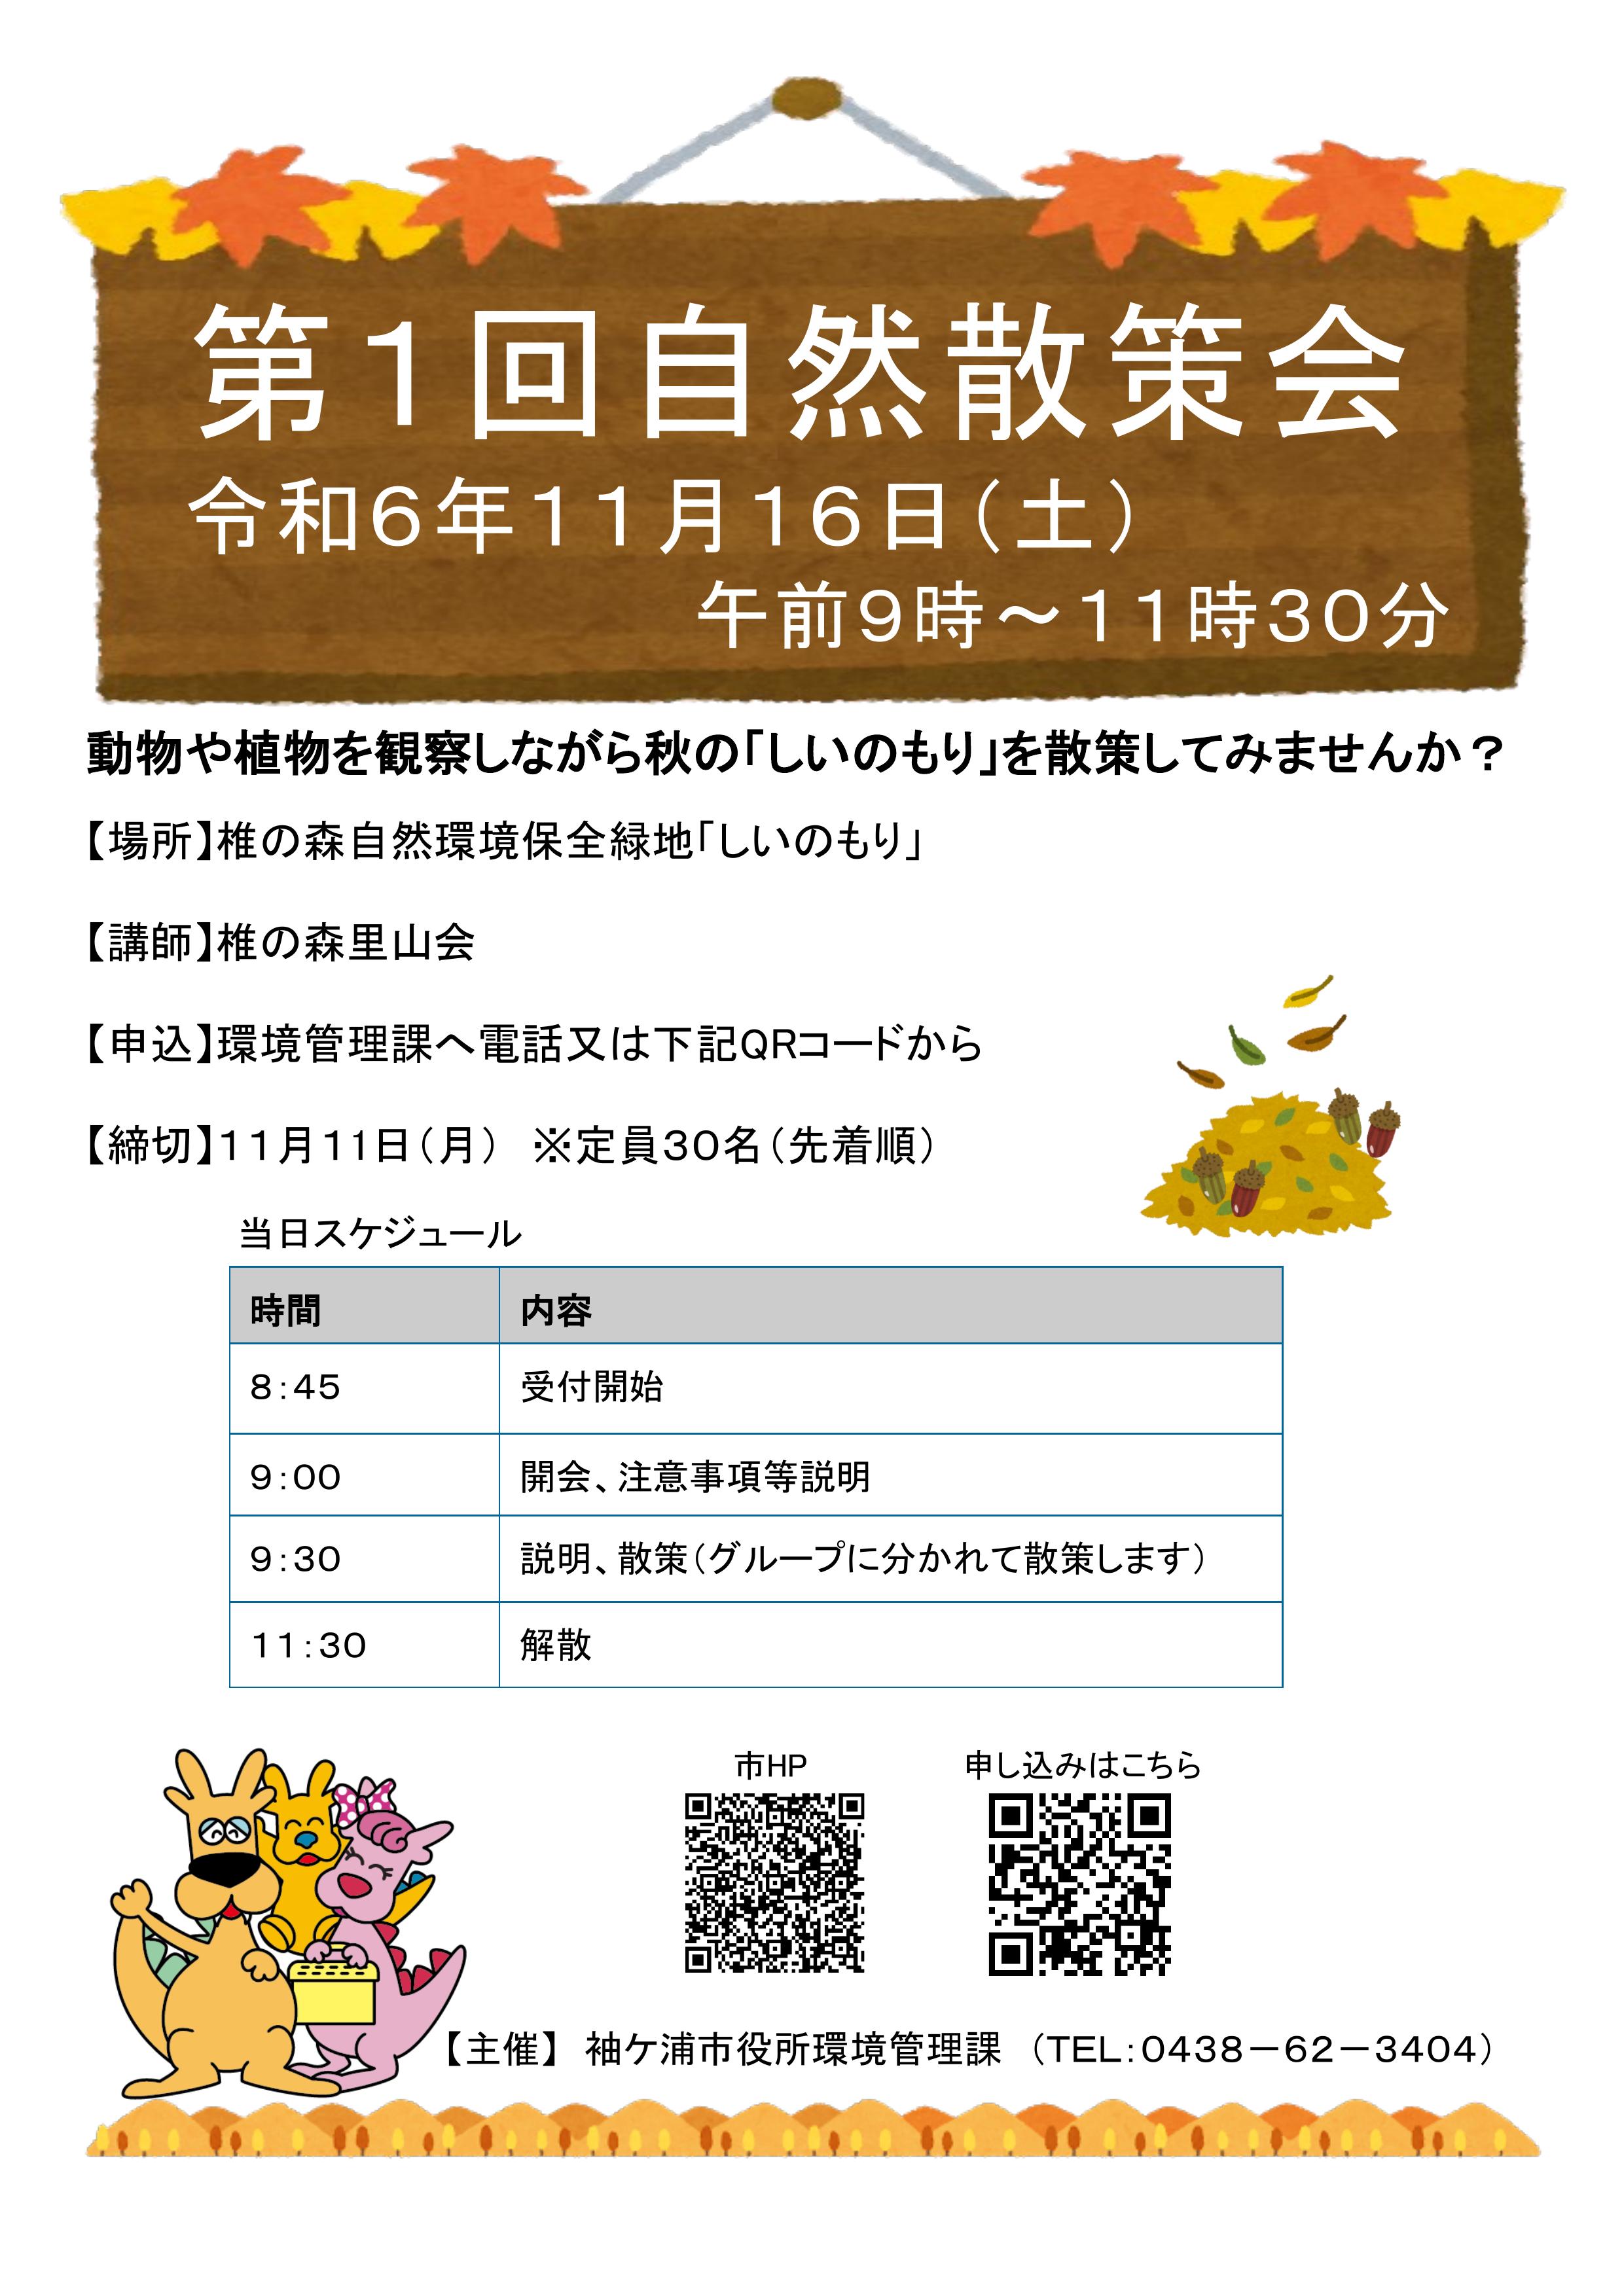 第１回自然散策会
令和６年１１月１６日（土）
午前９時～１１時３０分
動物や植物を観察しながら秋の「しいのもり」を散策してみませんか？
【場所】椎の森自然環境保全緑地「しいのもり」
【講師】椎の森里山会
【申込】環境管理課へ電話又は下記QRコードから
【締切】１１月１１日（月）　※定員３０名（先着順）
当日スケジュール
時間　内容
８：４５　受付開始
９：００　開会、注意事項等説明
９：３０　説明、散策（グループに分かれて散策します）
１１：３０　解散
市HP　申し込みはこちら
【主催】　袖ケ浦市役所環境管理課　（TEL：０４３８－６２－３４０４）